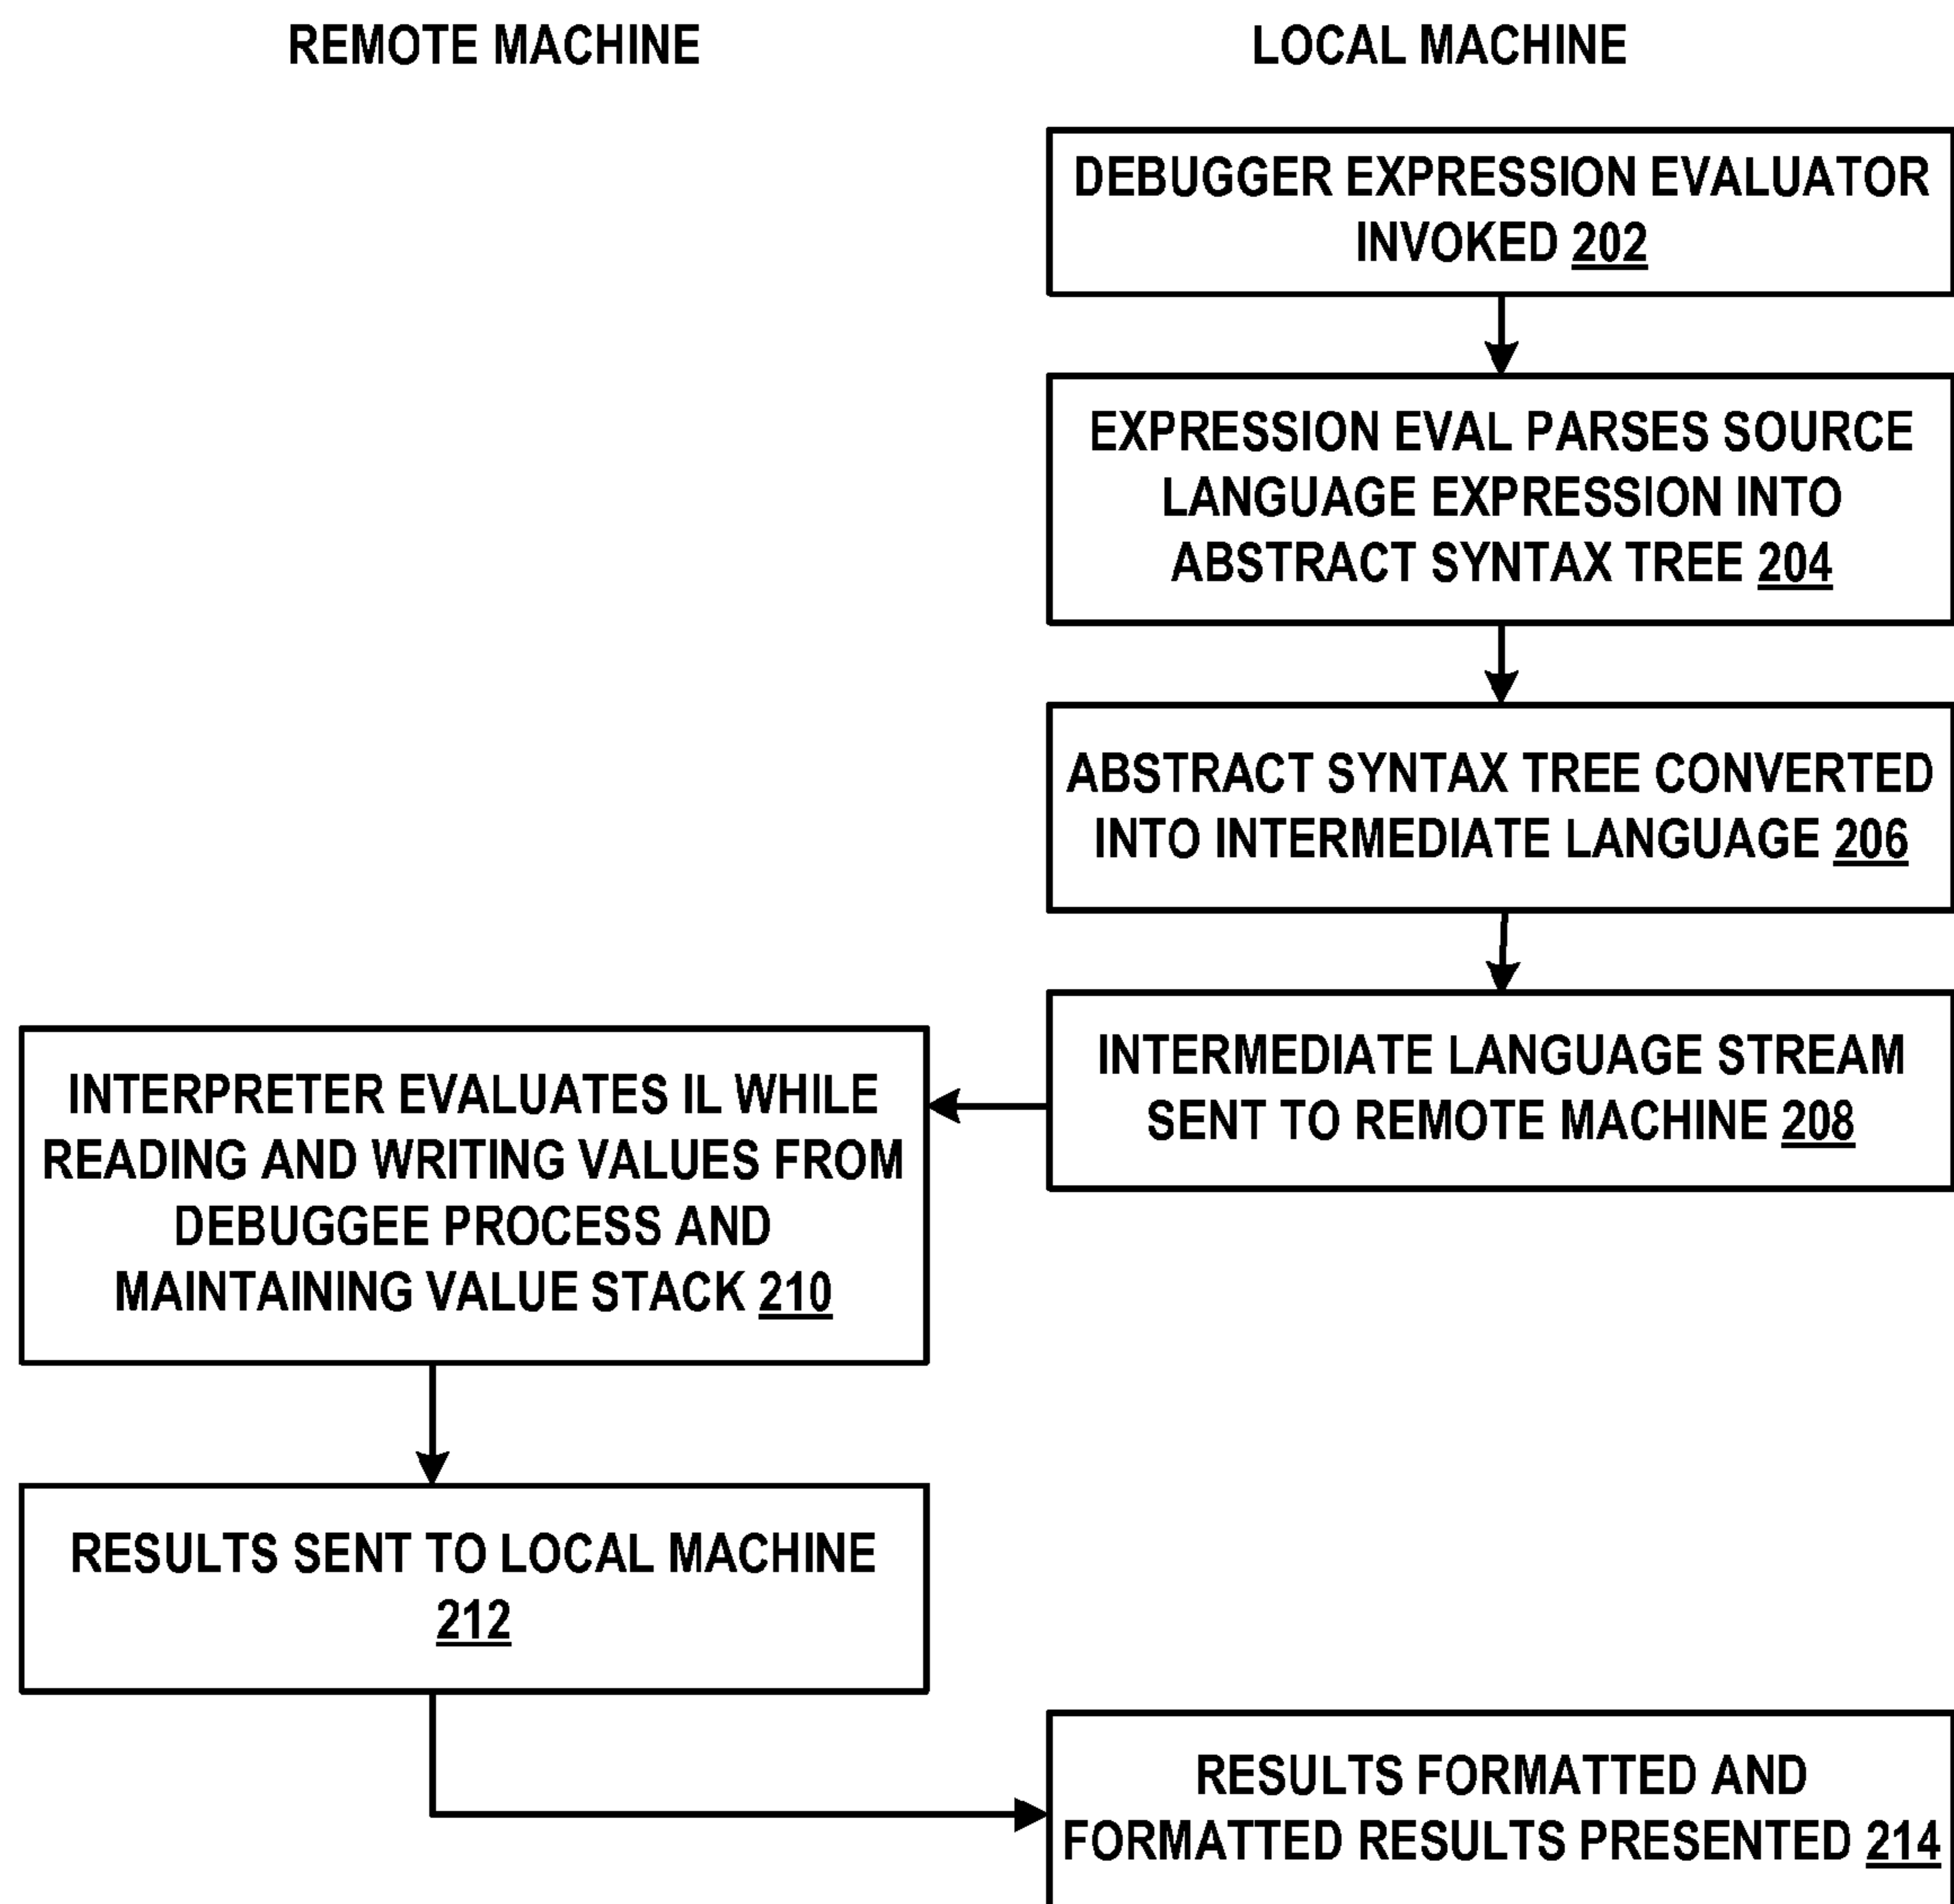 REMOTE MACHINE
LOCAL MACHINE
DEBUGGER EXPRESSION EVALUATOR
INVOKED 202
EXPRESSION EVAL PARSES SOURCE
LANGUAGE EXPRESSION INTO
ABSTRACT SYNTAX TREE 204
ABSTRACT SYNTAX TREE CONVERTED
INTO INTERMEDIATE LANGUAGE 206
INTERMEDIATE LANGUAGE STREAM
SENT TO REMOTE MACHINE 208
INTERPRETER EVALUATES IL WHILE
READING AND WRITING VALUES FROM
DEBUGGEE PROCESS AND
MAINTAINING VALUE STACK 210
RESULTS SENT TO LOCAL MACHINE
212
RESULTS FORMATTED AND
FORMATTED RESULTS PRESENTED 214